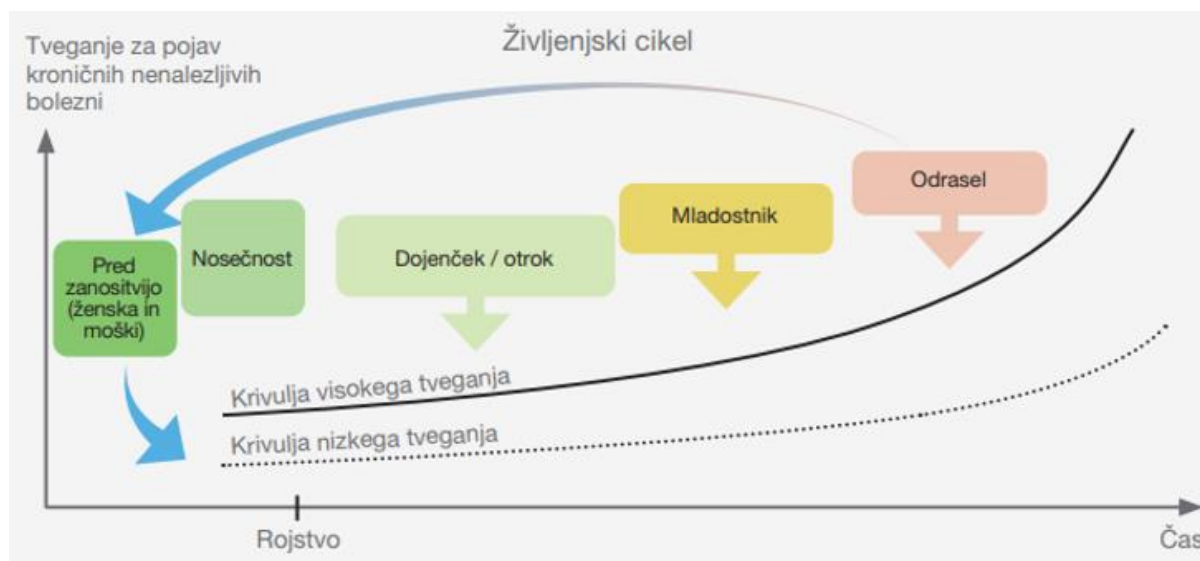 Življenjski cikel
Tveganje za pojav
kroničnih nenalezljivih
bolezni
Pred
zanositvijo
(ženska in
moški)
Nosečnost
Dojenček / otrok
Mladostnik
Odrasel
Krivulja visokega tveganja
Krivulja nizkega tveganja
Rojstvo
Čas